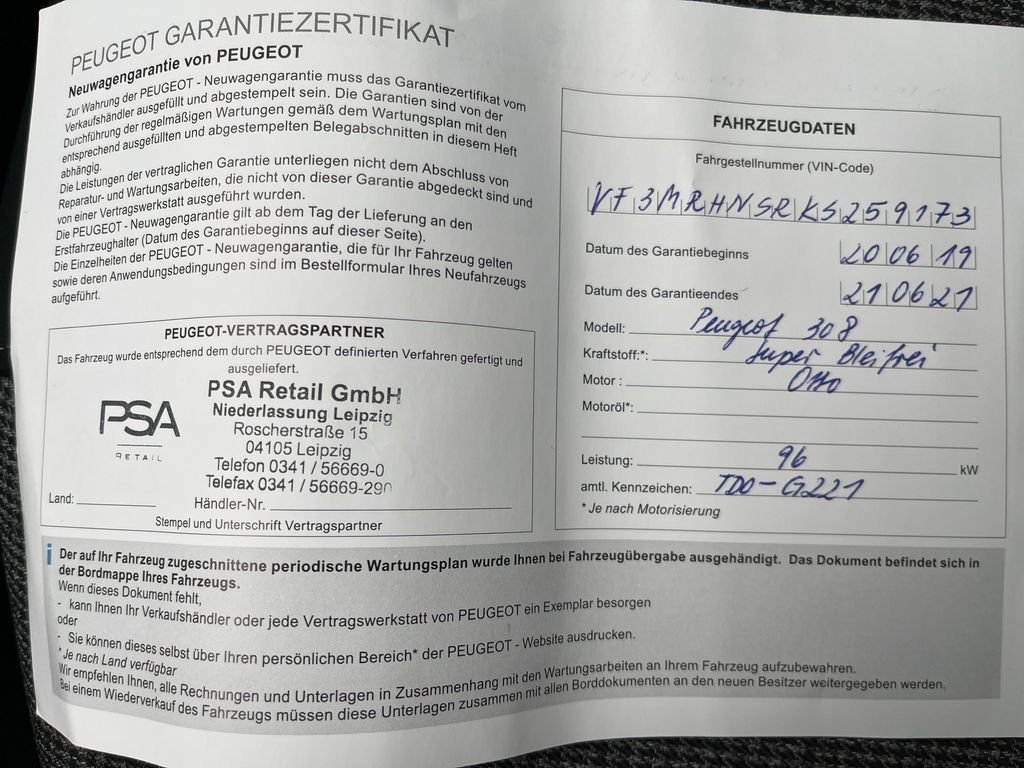 PEUGEOT GARANTIEZERTIFIKAT
Neuwagengarantie von PEUGEOT
Zur Wahrung der PEUGEOT - Neuwagengarantie muss das Garantiezertifikat vom
Verkaufshändler ausgefüllt und abgestempelt sein. Die Garantien sind von der
Durchführung der regelmäßigen Wartungen gemäß dem Wartungsplan mit den
entsprechend ausgefüllten und abgestempelten Belegabschnitten in diesem Heft
abhängig.
Die Leistungen der vertraglichen Garantie unterliegen nicht dem Abschluss von
Reparatur- und Wartungsarbeiten, die nicht von dieser Garantie abgedeckt sind und
von einer Vertragswerkstatt ausgeführt wurden.
Die PEUGEOT - Neuwagengarantie gilt ab dem Tag der Lieferung an den
Erstfahrzeughalter (Datum des Garantiebeginns auf dieser Seite).
Die Einzelheiten der PEUGEOT - Neuwagengarantie, die für Ihr Fahrzeug gelten
sowie deren Anwendungsbedingungen sind im Bestellformular Ihres Neufahrzeugs
aufgeführt.
PEUGEOT-VERTRAGSPARTNER
Das Fahrzeug wurde entsprechend dem durch PEUGEOT definierten Verfahren gefertigt und
ausgeliefert.
PSA
RETAIL
PSA Retail GmbH
Niederlassung Leipzig
Roscherstraße 15
04105 Leipzig
Telefon 0341 / 56669-0
Telefax 0341 / 56669-290
Land:
Händler-Nr.
Stempel und Unterschrift Vertragspartner
FAHRZEUGDATEN
Fahrgestellnummer (VIN-Code)
VF3MRHNSRKS259173
Datum des Garantiebeginns 20 06 19
Datum des Garantieendes 21 06 21
Modell: Peugeot 308
Kraftstoff:*: Super Bleifrei
Motor : Otto
Motoröl*:
Leistung: 96 kW
amtl. Kennzeichen: TDO-G221
* Je nach Motorisierung
i Der auf Ihr Fahrzeug zugeschnittene periodische Wartungsplan wurde Ihnen bei Fahrzeugübergabe ausgehändigt. Das Dokument befindet sich in
der Bordmappe Ihres Fahrzeugs.
Wenn dieses Dokument fehlt,
- kann Ihnen Ihr Verkaufshändler oder jede Vertragswerkstatt von PEUGEOT ein Exemplar besorgen
oder
- Sie können dieses selbst über Ihren persönlichen Bereich* der PEUGEOT - Website ausdrucken.
* Je nach Land verfügbar
Wir empfehlen Ihnen, alle Rechnungen und Unterlagen in Zusammenhang mit den Wartungsarbeiten an Ihrem Fahrzeug aufzubewahren.
Bei einem Wiederverkauf des Fahrzeugs müssen diese Unterlagen zusammen mit allen Borddokumenten an den neuen Besitzer weitergegeben werden.